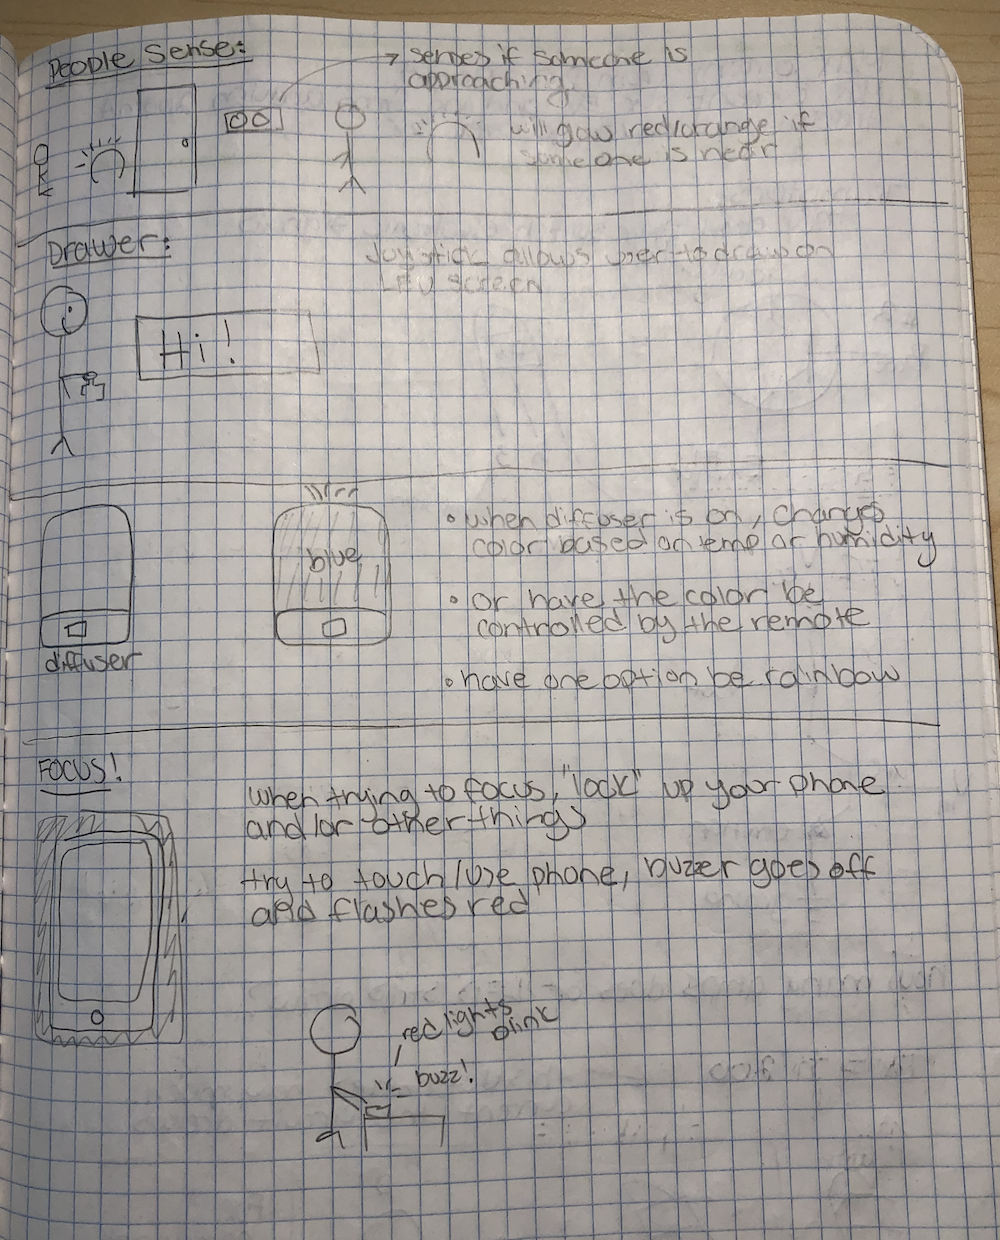 People Sense:
→ senses if someone is
approaching
will glow red/orange if
someone is near
Drawer:
Joystick allows user to draw on
LED screen
Hi!
blue
diffuser
• when diffuser is on, changes
color based on temp or humidity
• or have the color be
controlled by the remote
• have one option be rainbow
FOCUS!
when trying to focus, "lock" up your phone
and/or other things
try to touch/use phone, buzzer goes off
and flashes red
red lights
blink
buzz!